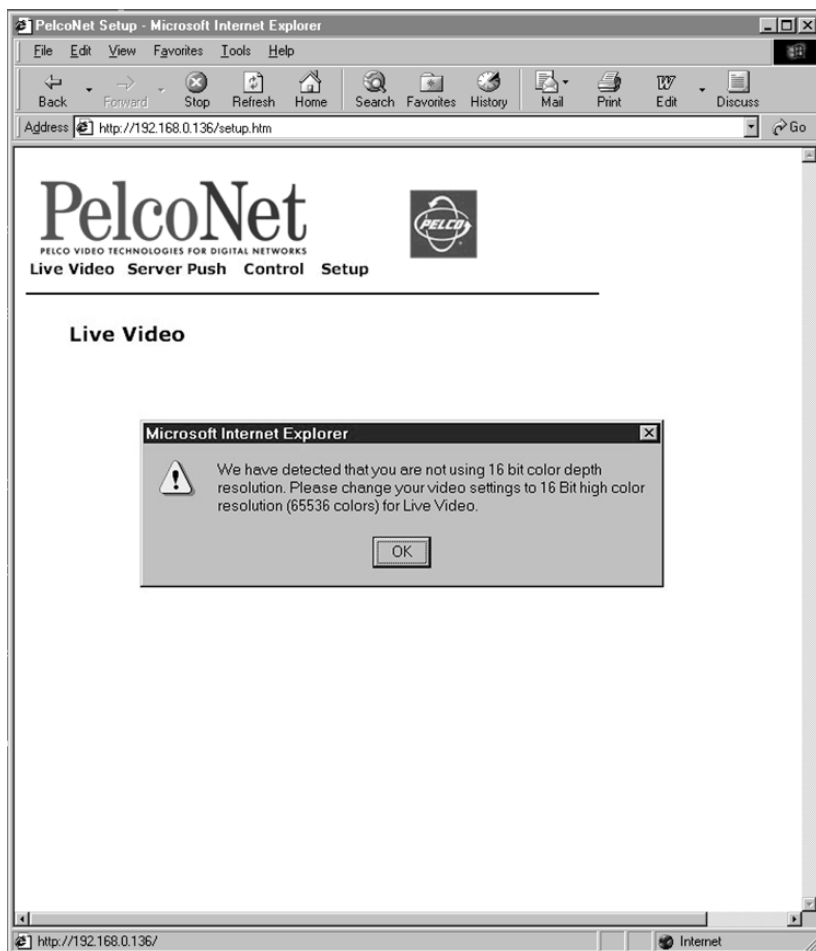 PelcoNet Setup - Microsoft Internet Explorer
File Edit View Favorites Tools Help
Back Forward Stop Refresh Home Search Favorites History Mail Print Edit Discuss
Address http://192.168.0.136/setup.htm Go
PelcoNet
PELCO
PELCO VIDEO TECHNOLOGIES FOR DIGITAL NETWORKS
Live Video Server Push Control Setup
Live Video
Microsoft Internet Explorer
We have detected that you are not using 16 bit color depth
resolution. Please change your video settings to 16 Bit high color
resolution (65536 colors) for Live Video.
OK
http://192.168.0.136/ Internet